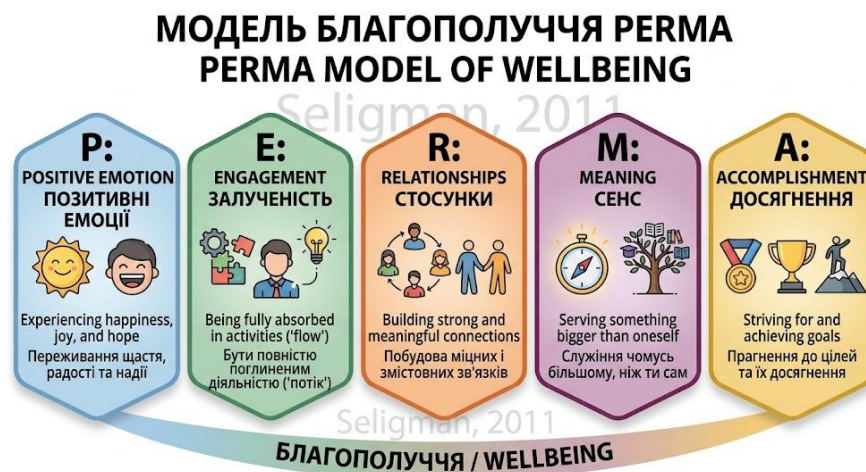 МОДЕЛЬ БЛАГОПОЛУЧЧЯ PERMA
PERMA MODEL OF WELLBEING
Seligman, 2011
P:
POSITIVE EMOTION
ПОЗИТИВНІ
ЕМОЦІЇ
Experiencing happiness,
joy, and hope
Переживання щастя,
радості та надії
E:
ENGAGEMENT
ЗАЛУЧЕНІСТЬ
Being fully absorbed
in activities ('flow')
Бути повністю
поглиненим
діяльністю ('потік')
R:
RELATIONSHIPS
СТОСУНКИ
Building strong and
meaningful connections
Побудова міцних і
змістовних зв'язків
M:
MEANING
СЕНС
Serving something
bigger than oneself
Служіння чомусь
більшому, ніж ти сам
A:
ACCOMPLISHMENT
ДОСЯГНЕННЯ
Striving for and
achieving goals
Прагнення до цілей
та їх досягнення
Seligman, 2011
БЛАГОПОЛУЧЧЯ / WELLBEING